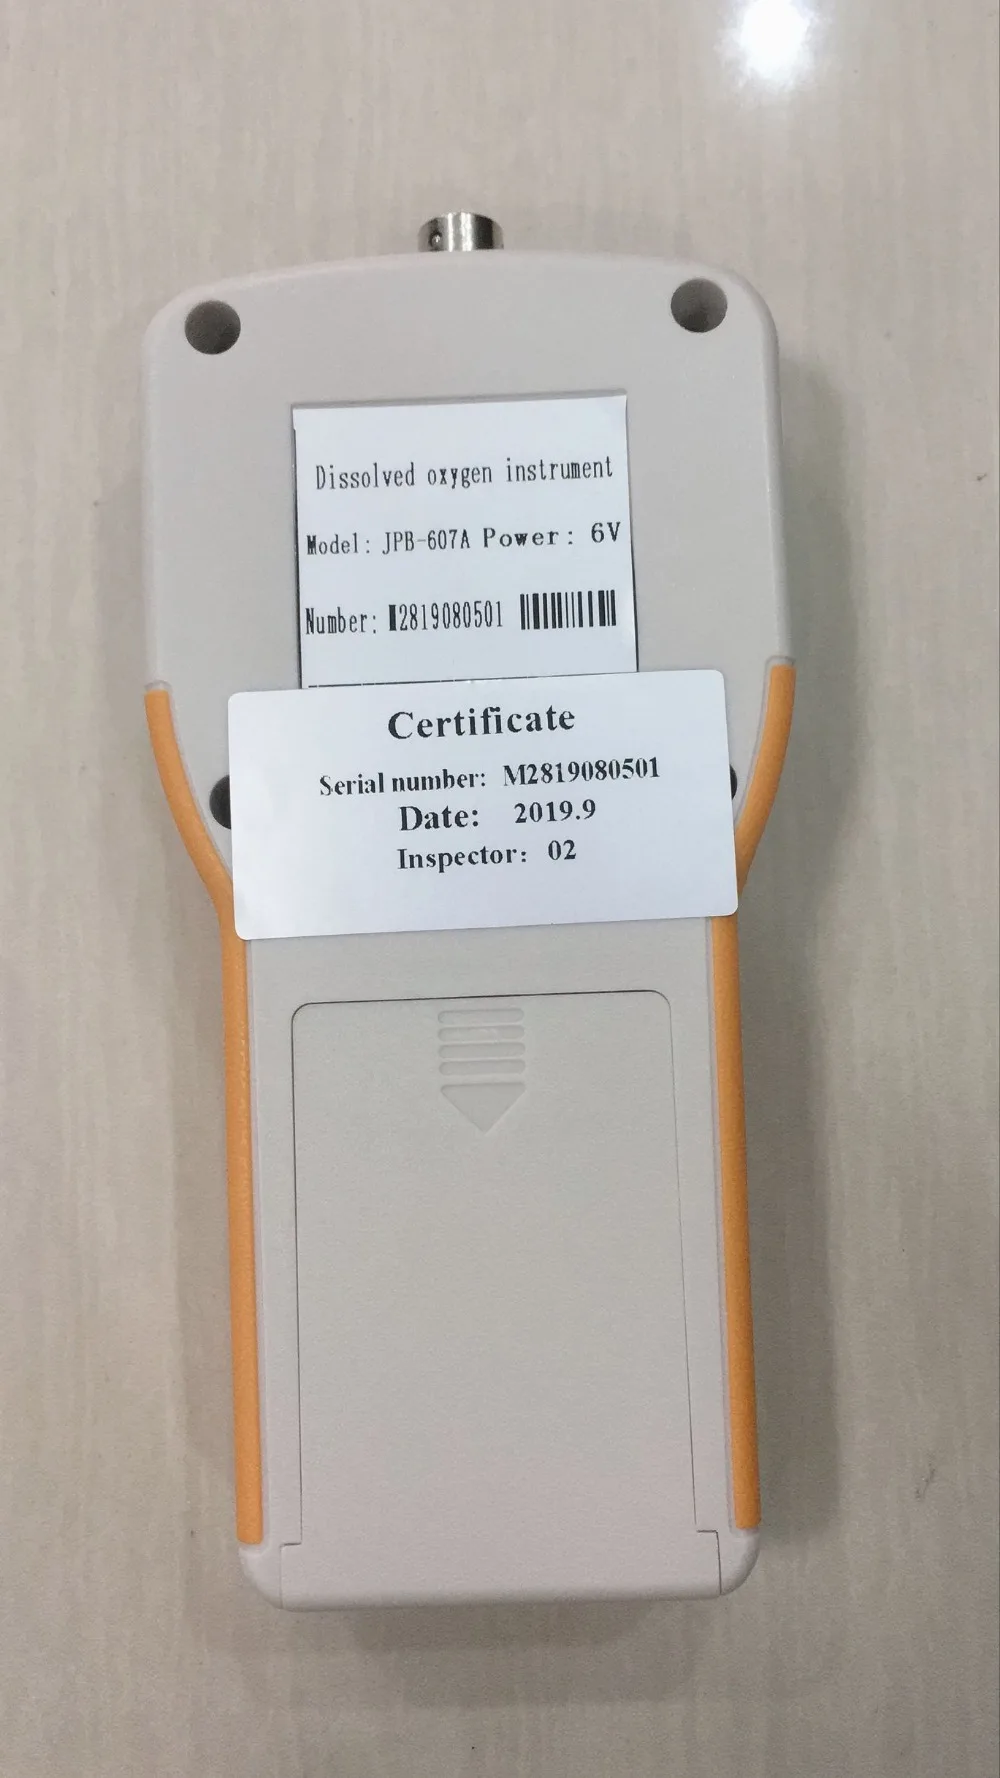 Dissolved oxygen instrument
Model: JPB-607A Power: 6V
Number: M2819080501
Certificate
Serial number: M2819080501
Date: 2019.9
Inspector: 02